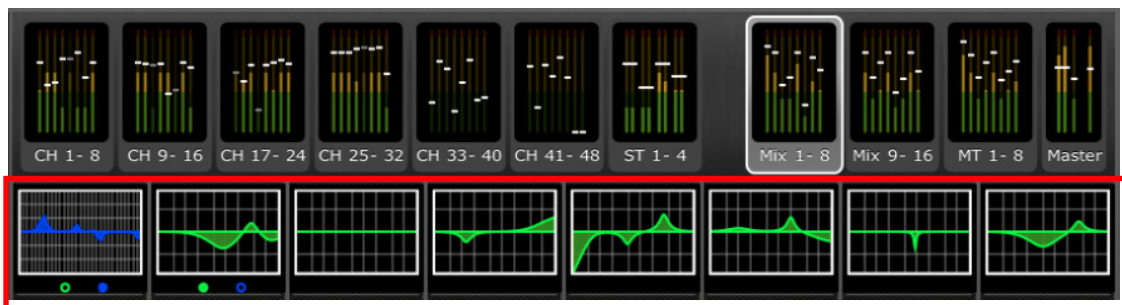 CH 1- 8 CH 9- 16 CH 17- 24 CH 25- 32 CH 33- 40 CH 41- 48 ST 1- 4 Mix 1- 8 Mix 9- 16 MT 1- 8 Master